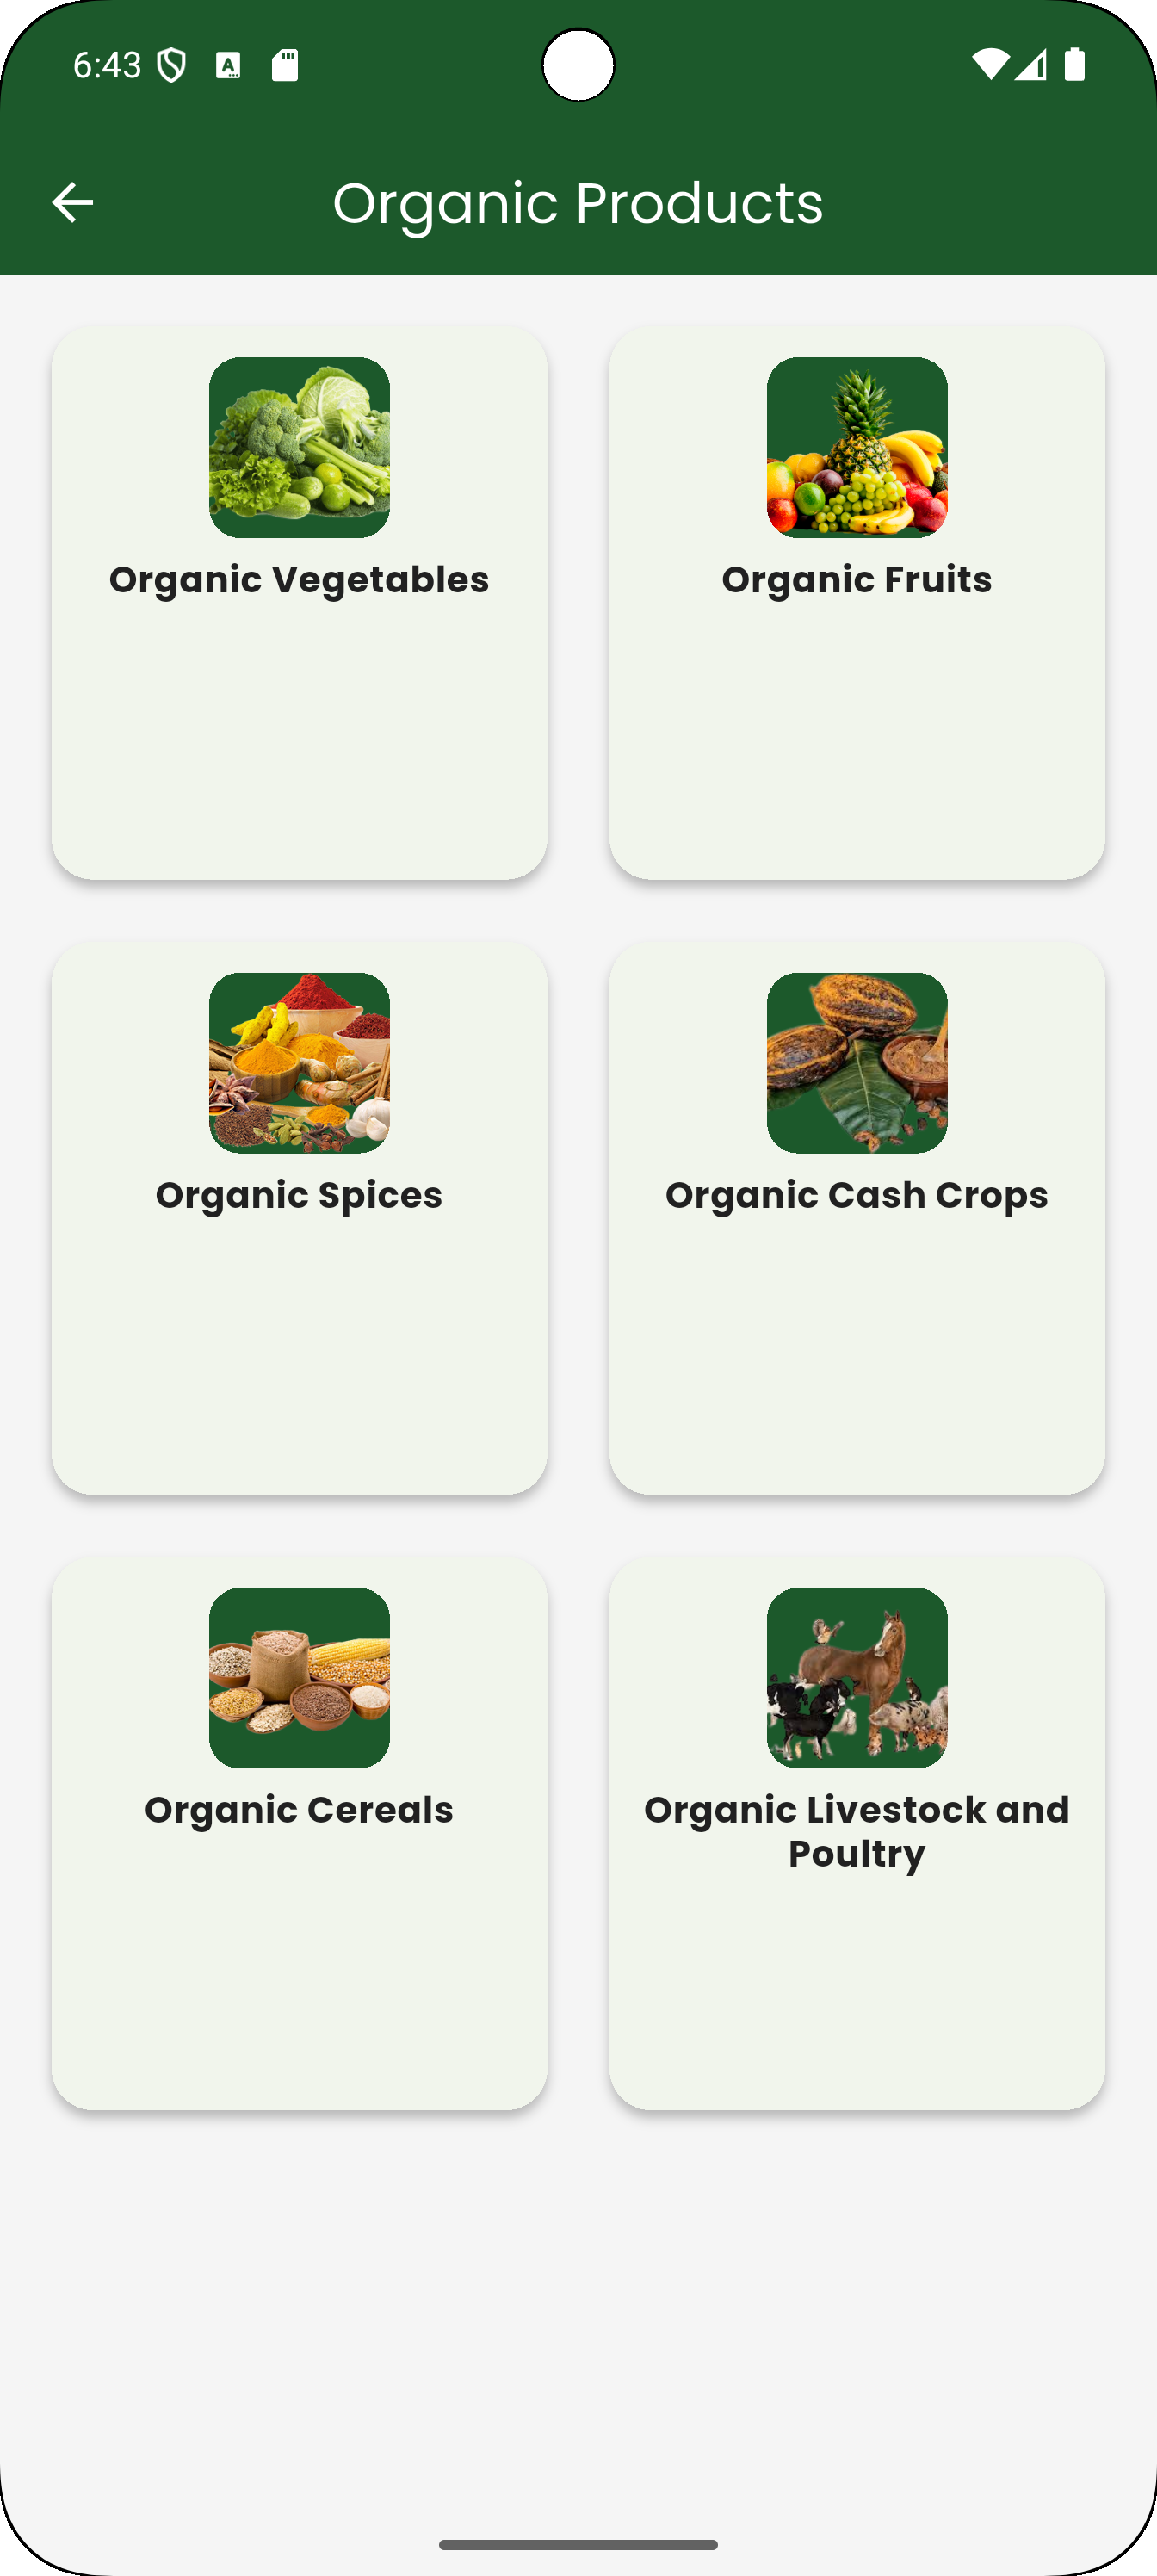 6:43
Organic Products
Organic Vegetables
Organic Fruits
Organic Spices
Organic Cash Crops
Organic Cereals
Organic Livestock and
Poultry